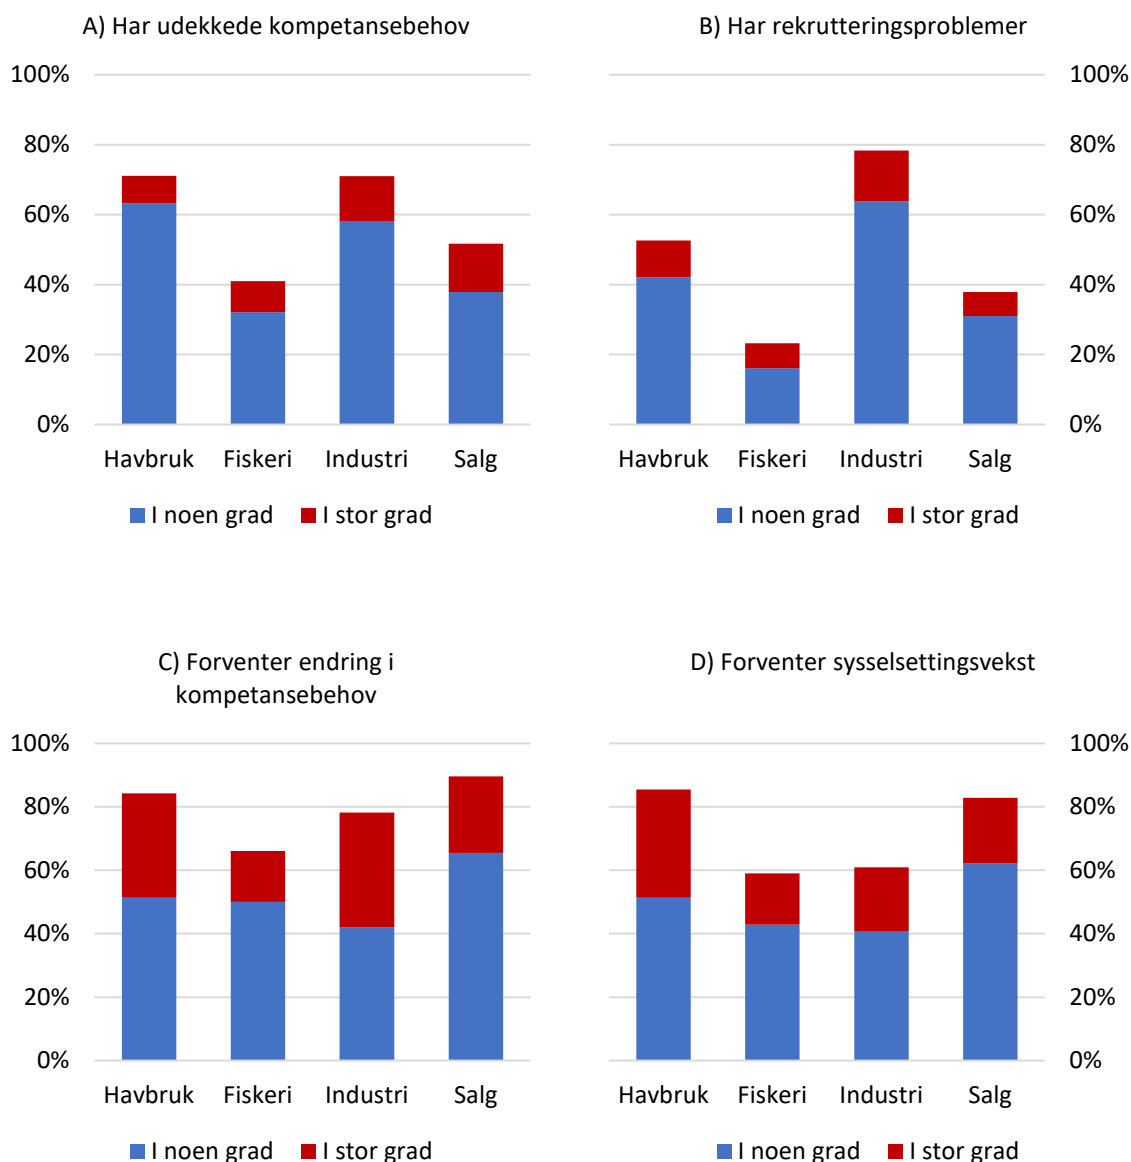 A) Har udekkede kompetansebehov
100%
80%
60%
40%
20%
0%
Havbruk Fiskeri Industri Salg
I noen grad I stor grad
B) Har rekrutteringsproblemer
100%
80%
60%
40%
20%
0%
Havbruk Fiskeri Industri Salg
I noen grad I stor grad
C) Forventer endring i
kompetansebehov
100%
80%
60%
40%
20%
0%
Havbruk Fiskeri Industri Salg
I noen grad I stor grad
D) Forventer sysselsettingsvekst
100%
80%
60%
40%
20%
0%
Havbruk Fiskeri Industri Salg
I noen grad I stor grad